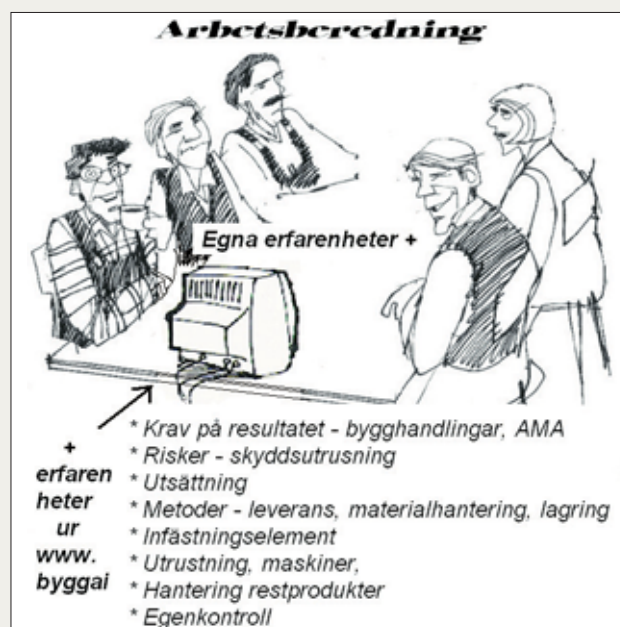 Arbetsberedning
Egna erfarenheter +
* Krav på resultatet - bygghandlingar, AMA
* Risker - skyddsutrusning
* Utsättning
* Metoder - leverans, materialhantering, lagring
* Infästningselement
* Utrustning, maskiner,
* Hantering restprodukter
* Egenkontroll
+
erfaren
heter
ur
www.
byggai